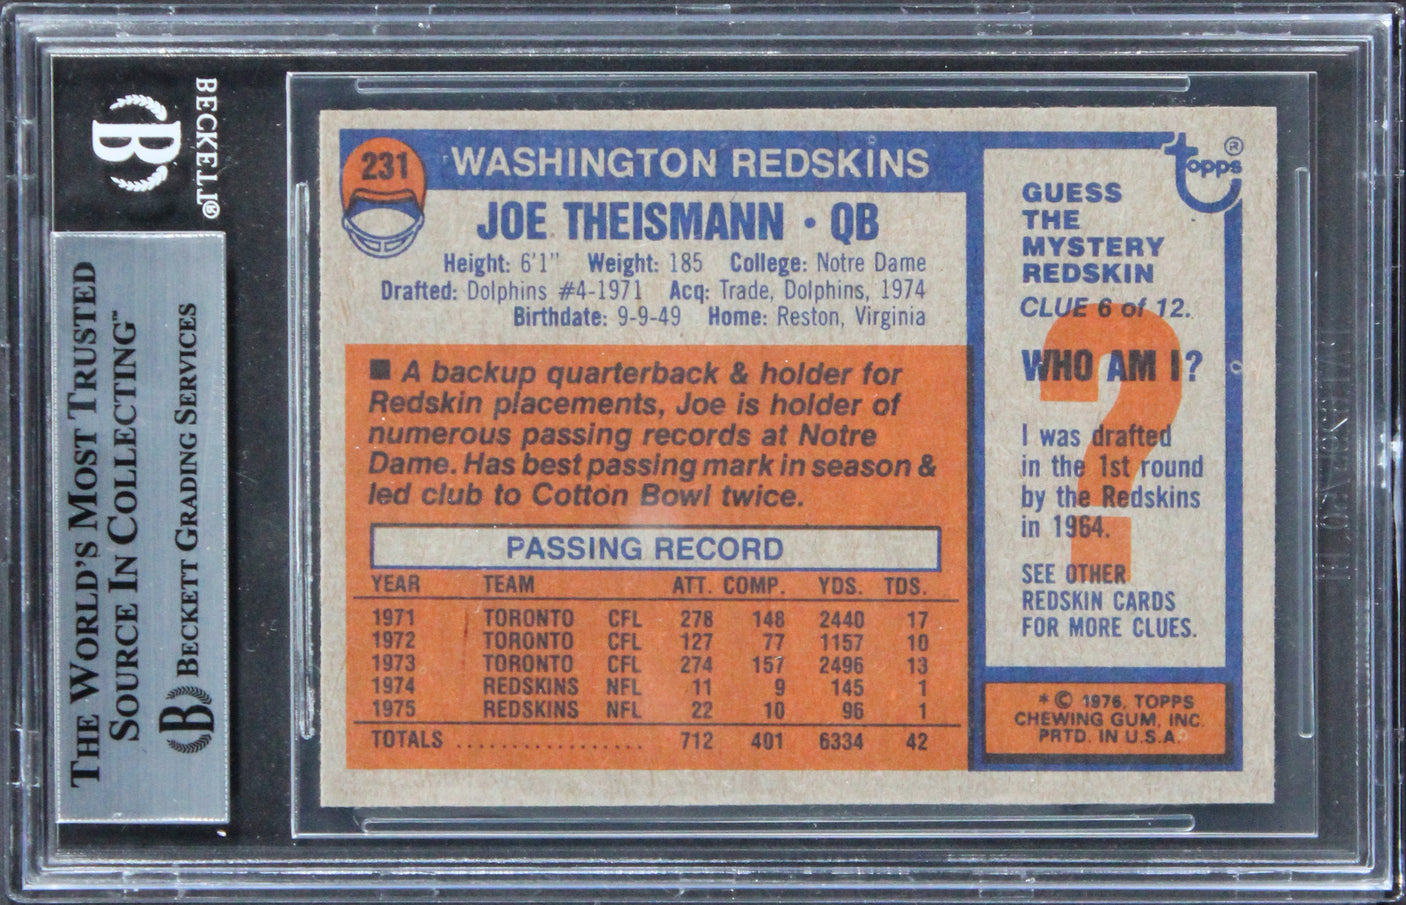 BECKETT®
THE WORLD'S MOST TRUSTED
SOURCE IN COLLECTING™
BECKETT GRADING SERVICES
231
WASHINGTON REDSKINS
JOE THEISMANN • QB
Height: 6'1" Weight: 185 College: Notre Dame
Drafted: Dolphins #4-1971 Acq: Trade, Dolphins, 1974
Birthdate: 9-9-49 Home: Reston, Virginia
■ A backup quarterback & holder for
Redskin placements, Joe is holder of
numerous passing records at Notre
Dame. Has best passing mark in season &
led club to Cotton Bowl twice.
PASSING RECORD
YEAR TEAM ATT. COMP. YDS. TDS.
1971 TORONTO CFL 278 148 2440 17
1972 TORONTO CFL 127 77 1157 10
1973 TORONTO CFL 274 157 2496 13
1974 REDSKINS NFL 11 9 145 1
1975 REDSKINS NFL 22 10 96 1
TOTALS .................. 712 401 6334 42
topps®
GUESS
THE
MYSTERY
REDSKIN
CLUE 6 of 12.
?
WHO AM I?
I was drafted
in the 1st round
by the Redskins
in 1964.
SEE OTHER
REDSKIN CARDS
FOR MORE CLUES.
* © 1976, TOPPS
CHEWING GUM, INC.
PRTD. IN U.S.A.